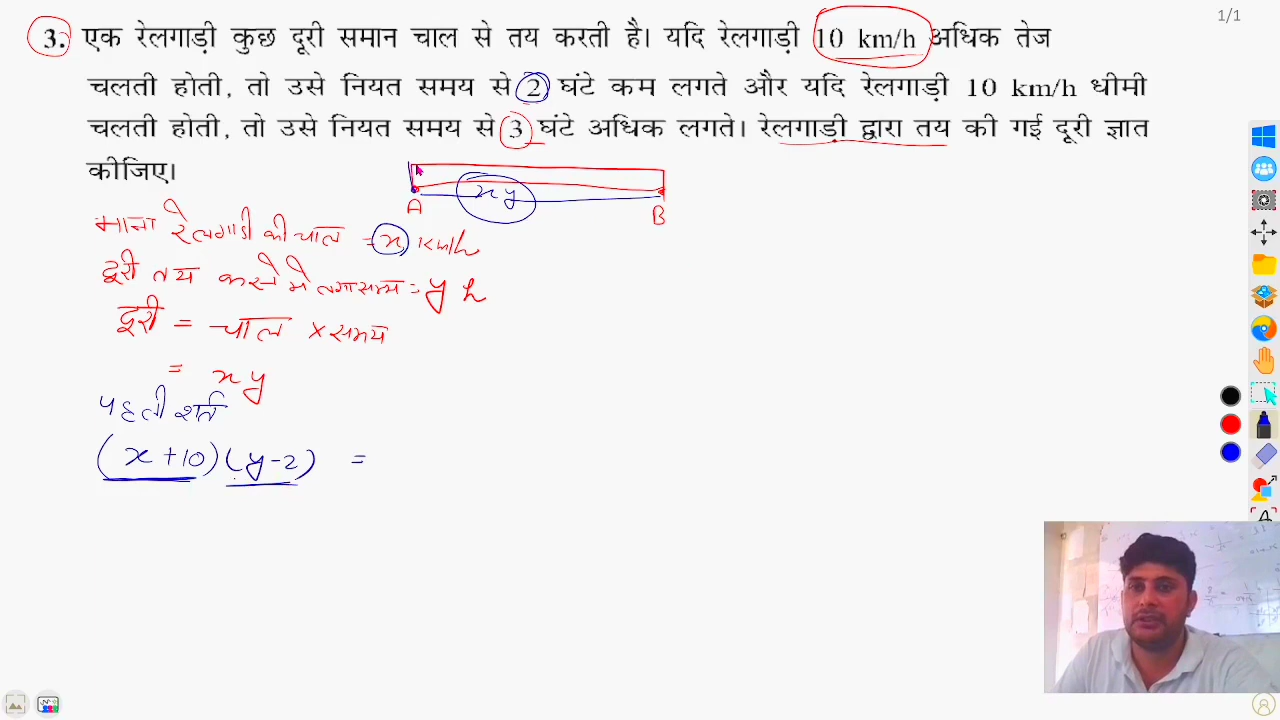 1/1
3. एक रेलगाड़ी कुछ दूरी समान चाल से तय करती है। यदि रेलगाड़ी 10 km/h अधिक तेज
चलती होती, तो उसे नियत समय से 2 घंटे कम लगते और यदि रेलगाड़ी 10 km/h धीमी
चलती होती, तो उसे नियत समय से 3 घंटे अधिक लगते। रेलगाड़ी द्वारा तय की गई दूरी ज्ञात
कीजिए।
x y
A B
माना रेलगाडी की चाल = x km/h
दूरी तय करने मे लगा समय = y h
दूरी = चाल × समय
= x y
पहली शर्त
(x+10)(y-2) =